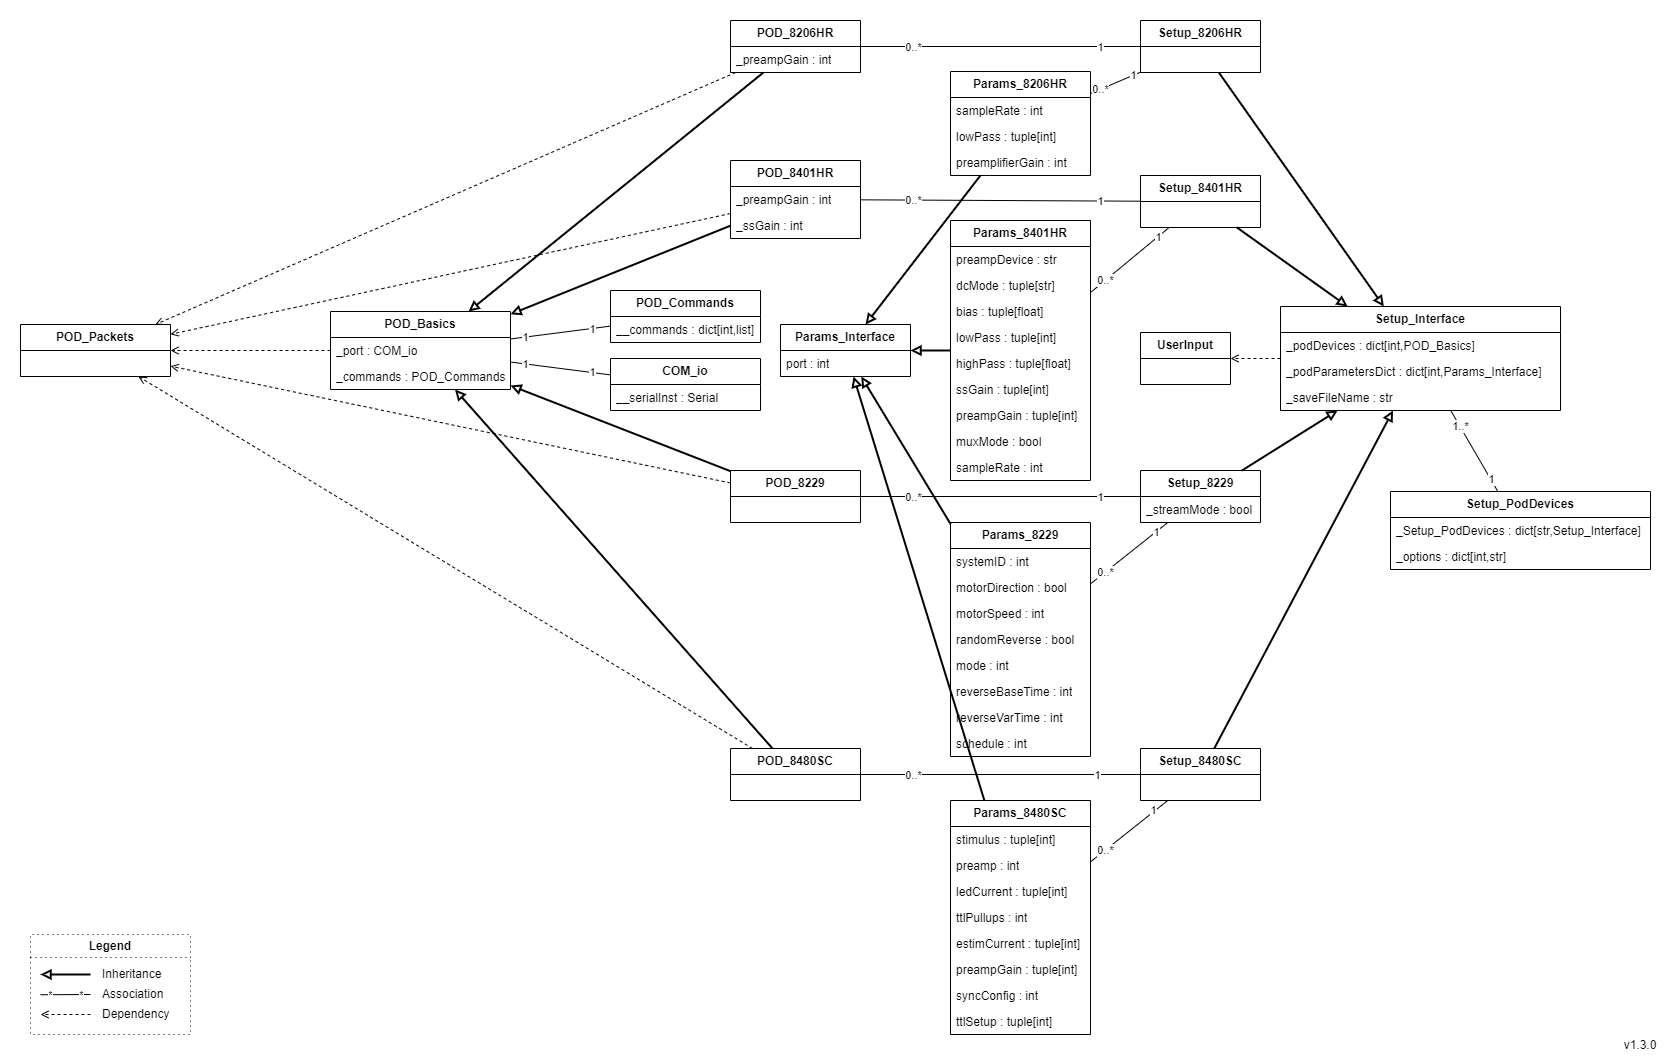 POD_8206HR
_preampGain : int
0..*
1
Setup_8206HR
Params_8206HR
sampleRate : int
lowPass : tuple[int]
preamplifierGain : int
0..*
1
POD_8401HR
_preampGain : int
_ssGain : int
0..*
1
Setup_8401HR
Params_8401HR
preampDevice : str
dcMode : tuple[str]
bias : tuple[float]
lowPass : tuple[int]
highPass : tuple[float]
ssGain : tuple[int]
preampGain : tuple[int]
muxMode : bool
sampleRate : int
0..*
1
POD_Packets
POD_Basics
_port : COM_io
_commands : POD_Commands
1
1
POD_Commands
__commands : dict[int,list]
1
1
COM_io
__serialInst : Serial
Params_Interface
port : int
UserInput
Setup_Interface
_podDevices : dict[int,POD_Basics]
_podParametersDict : dict[int,Params_Interface]
_saveFileName : str
1..*
1
Setup_PodDevices
_Setup_PodDevices : dict[str,Setup_Interface]
_options : dict[int,str]
POD_8229
0..*
1
Setup_8229
_streamMode : bool
Params_8229
systemID : int
motorDirection : bool
motorSpeed : int
randomReverse : bool
mode : int
reverseBaseTime : int
reverseVarTime : int
schedule : int
0..*
1
POD_8480SC
0..*
1
Setup_8480SC
Params_8480SC
stimulus : tuple[int]
preamp : int
ledCurrent : tuple[int]
ttlPullups : int
estimCurrent : tuple[int]
preampGain : tuple[int]
syncConfig : int
ttlSetup : tuple[int]
0..*
1
Legend
Inheritance
* * Association
Dependency
v1.3.0